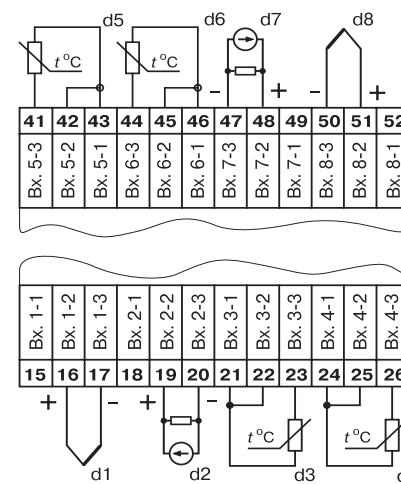 d5 d6 d7 d8
t°C t°C
– + – +
41 42 43 44 45 46 47 48 49 50 51 52
Вх. 5-3 Вх. 5-2 Вх. 5-1 Вх. 6-3 Вх. 6-2 Вх. 6-1 Вх. 7-3 Вх. 7-2 Вх. 7-1 Вх. 8-3 Вх. 8-2 Вх. 8-1
Вх. 1-1 Вх. 1-2 Вх. 1-3 Вх. 2-1 Вх. 2-2 Вх. 2-3 Вх. 3-1 Вх. 3-2 Вх. 3-3 Вх. 4-1 Вх. 4-2 Вх. 4-3
15 16 17 18 19 20 21 22 23 24 25 26
+ – + –
t°C t°C
d1 d2 d3